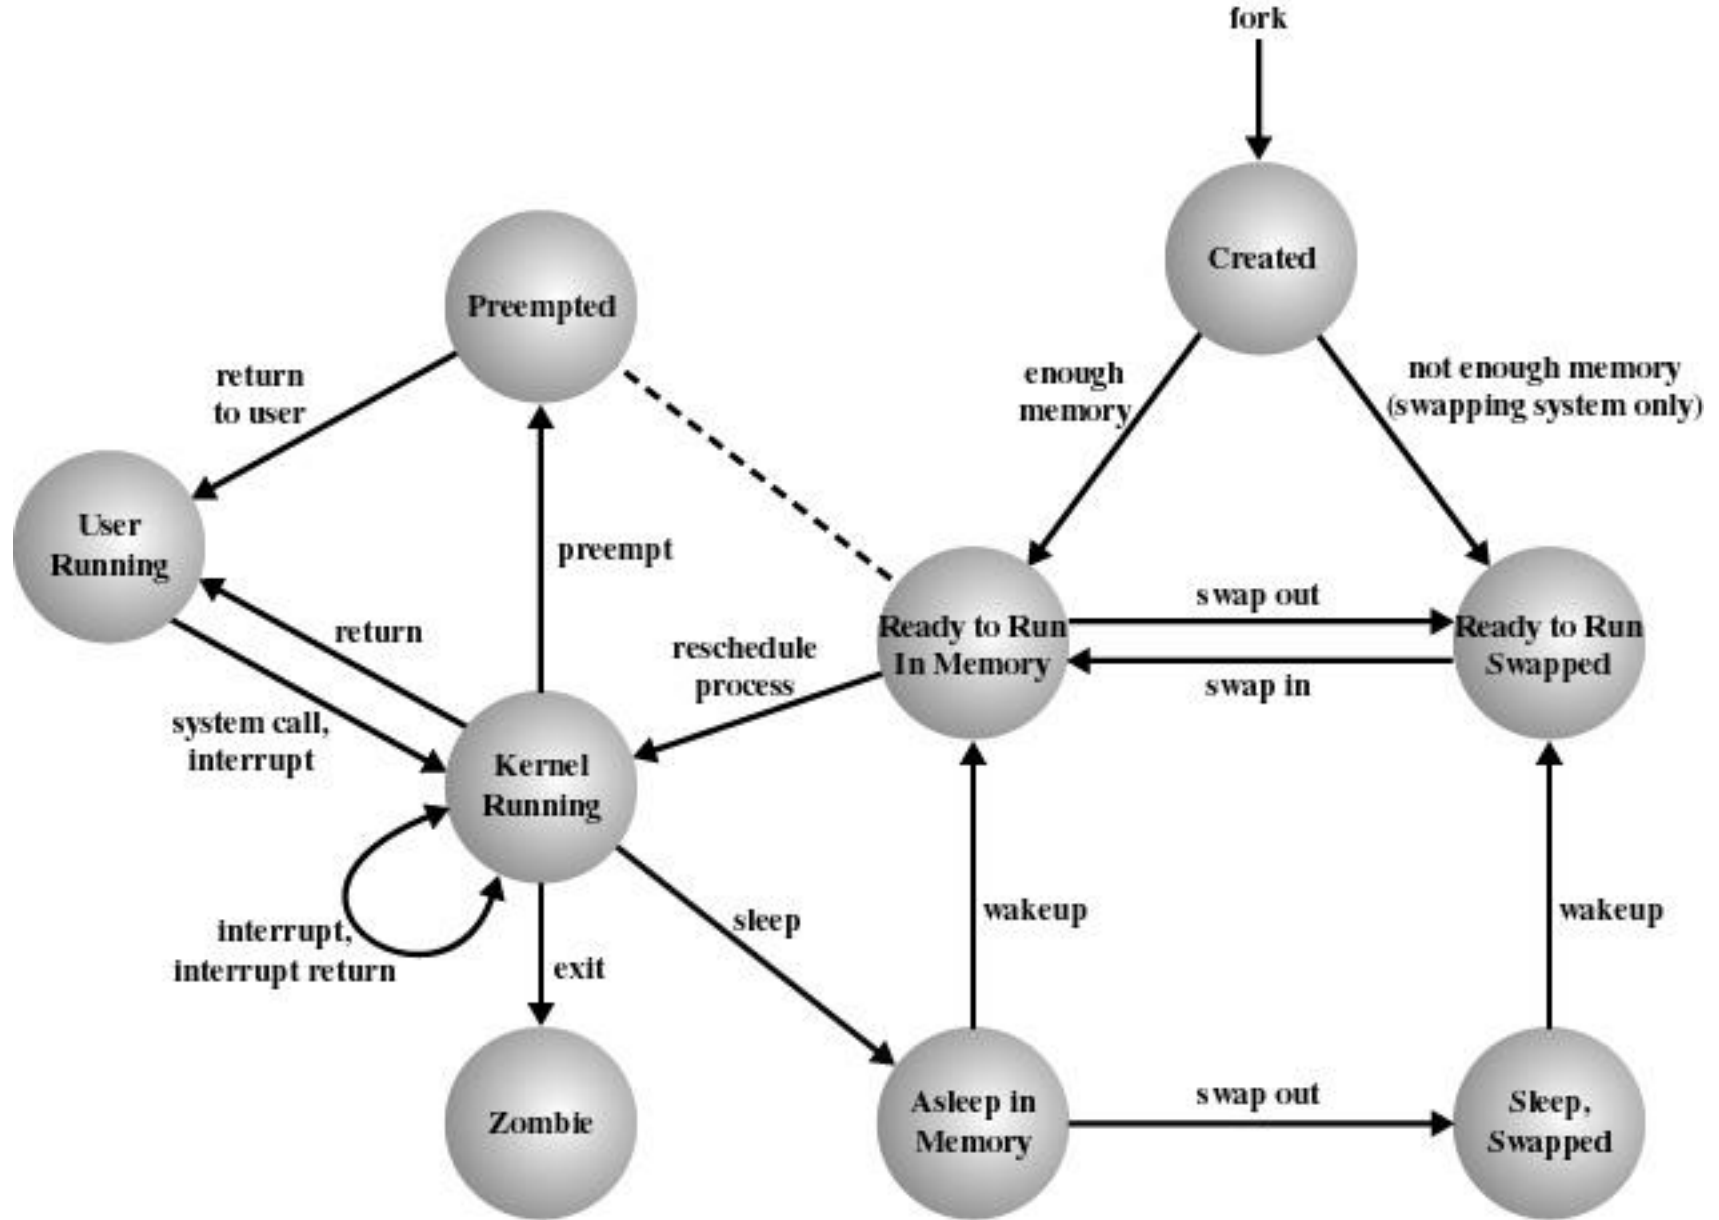 fork
Created
Preempted
return
to user
enough
memory
not enough memory
(swapping system only)
User
Running
preempt
return
reschedule
process
Ready to Run
In Memory
swap out
swap in
Ready to Run
Swapped
system call,
interrupt
Kernel
Running
interrupt,
interrupt return
sleep
exit
wakeup
wakeup
Zombie
Asleep in
Memory
swap out
Sleep,
Swapped